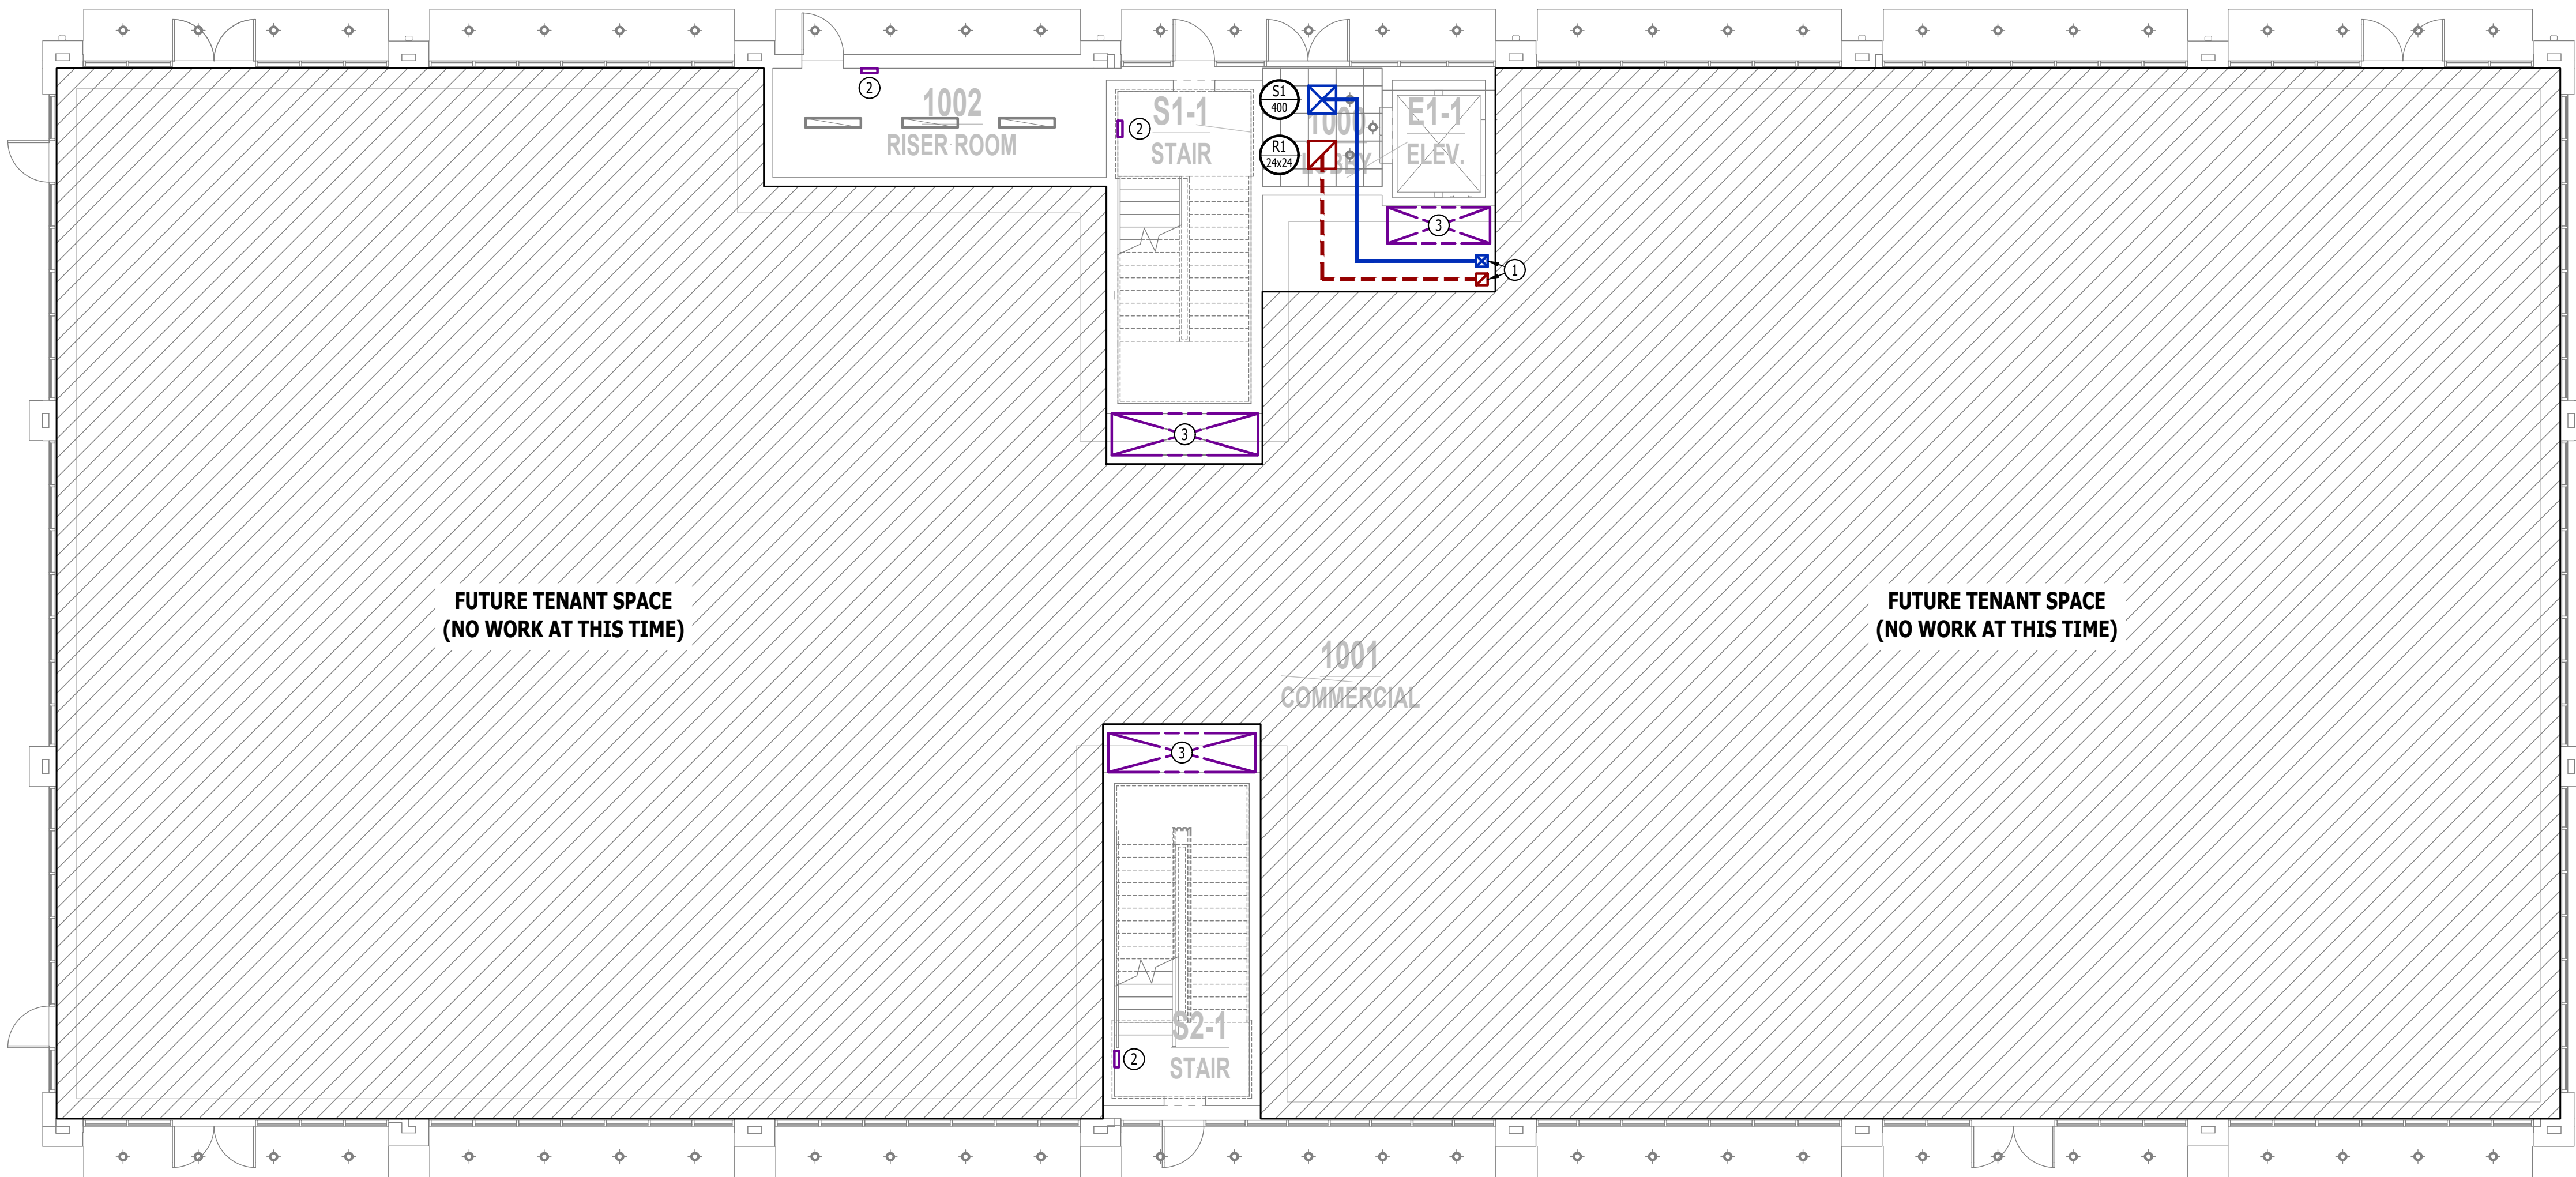 2
1002
RISER ROOM
S1-1
2
STAIR
S1
400
R1
24x24
1000
LOBBY
E1-1
ELEV.
3
1
3
FUTURE TENANT SPACE
(NO WORK AT THIS TIME)
FUTURE TENANT SPACE
(NO WORK AT THIS TIME)
1001
COMMERCIAL
3
S2-1
2
STAIR